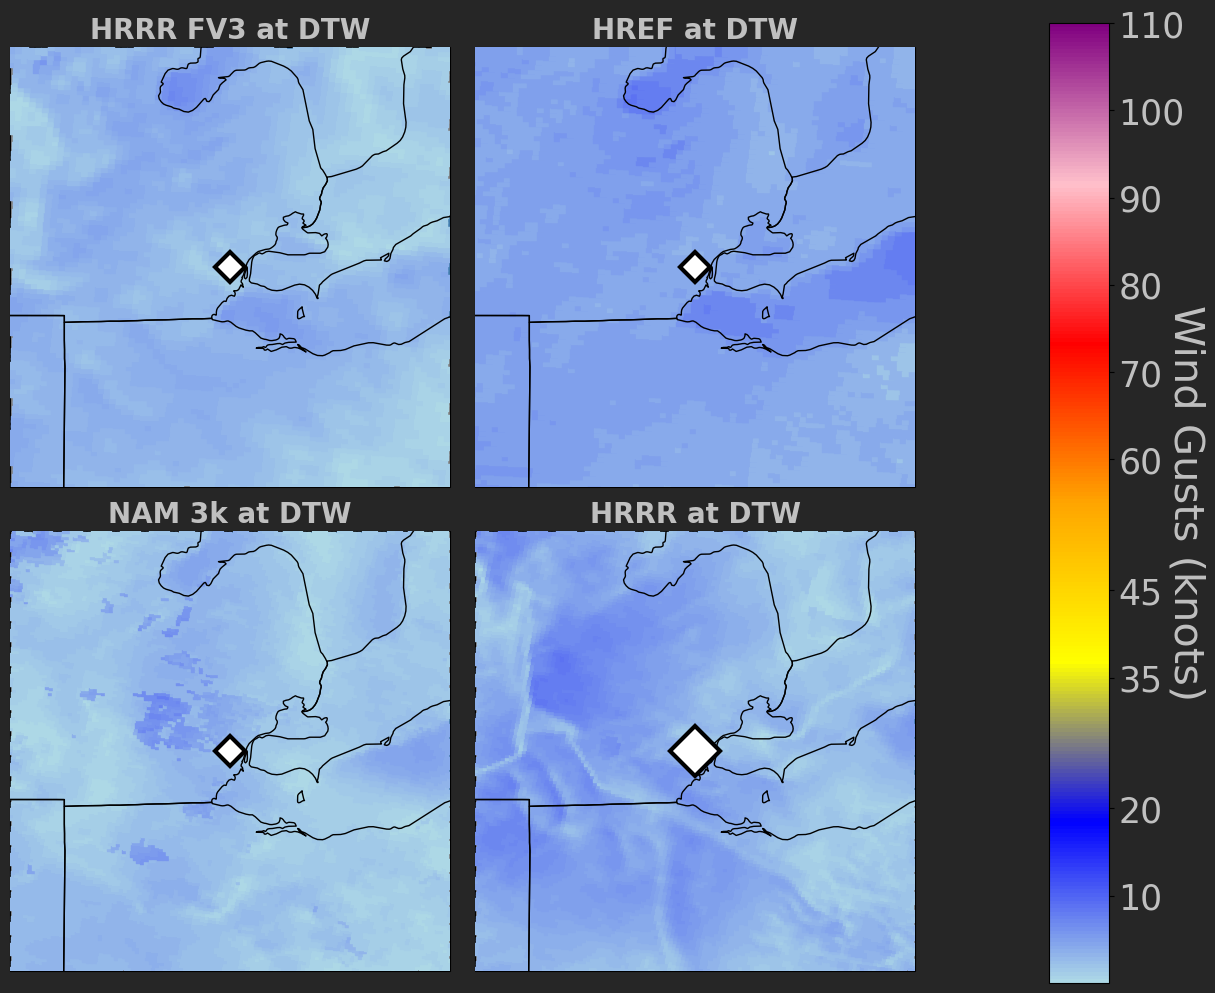 HRRR FV3 at DTW
HREF at DTW
NAM 3k at DTW
HRRR at DTW
110
100
90
80
70
60
45
35
20
10
Wind Gusts (knots)